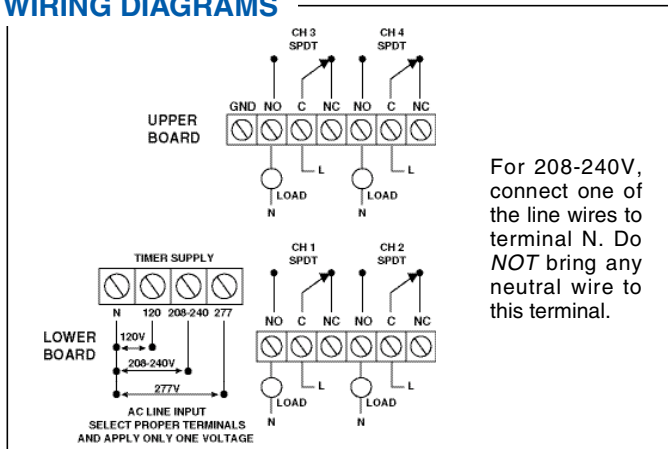 WIRING DIAGRAMS
CH 3
SPDT
CH 4
SPDT
GND NO C NC NO C NC
UPPER
BOARD
L
L
LOAD
LOAD
N
N
For 208-240V,
connect one of
the line wires to
terminal N. Do
NOT bring any
neutral wire to
this terminal.
TIMER SUPPLY
CH 1
SPDT
CH 2
SPDT
N 120 208-240 277
NO C NC NO C NC
LOWER
BOARD
120V
208-240V
277V
L
L
LOAD
LOAD
N
N
AC LINE INPUT
SELECT PROPER TERMINALS
AND APPLY ONLY ONE VOLTAGE